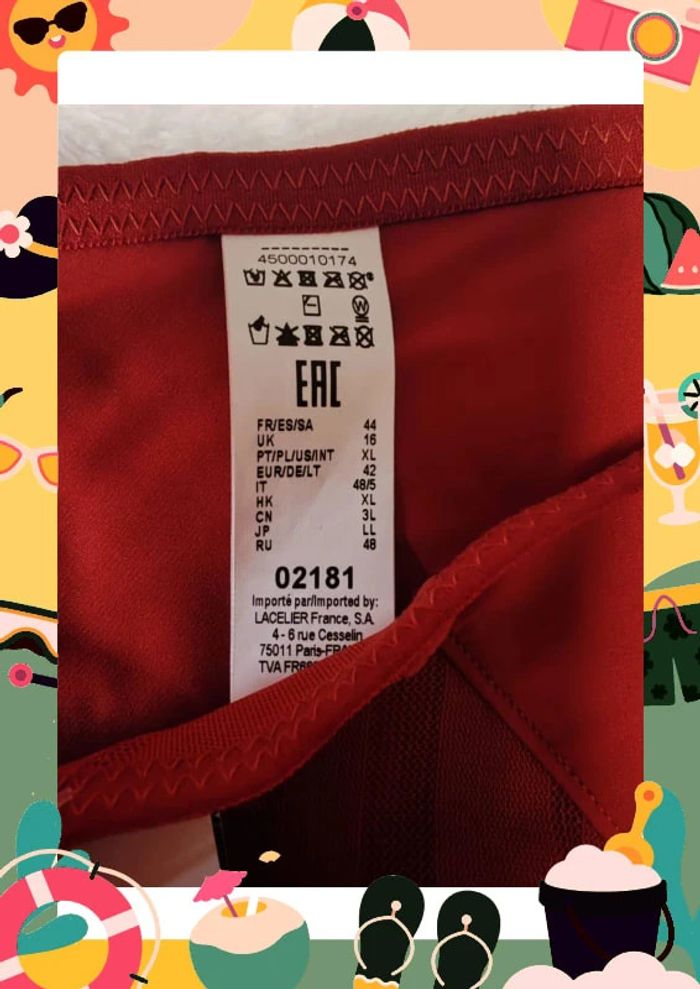 4500010174
W
EAC
FR/ES/SA 44
UK 16
PT/PL/US/INT XL
EUR/DE/LT 42
IT 48/5
HK XL
CN 3L
JP LL
RU 48
02181
Importé par/Imported by:
LACELIER France, S.A.
4 - 6 rue Cesselin
75011 Paris-FRA
TVA